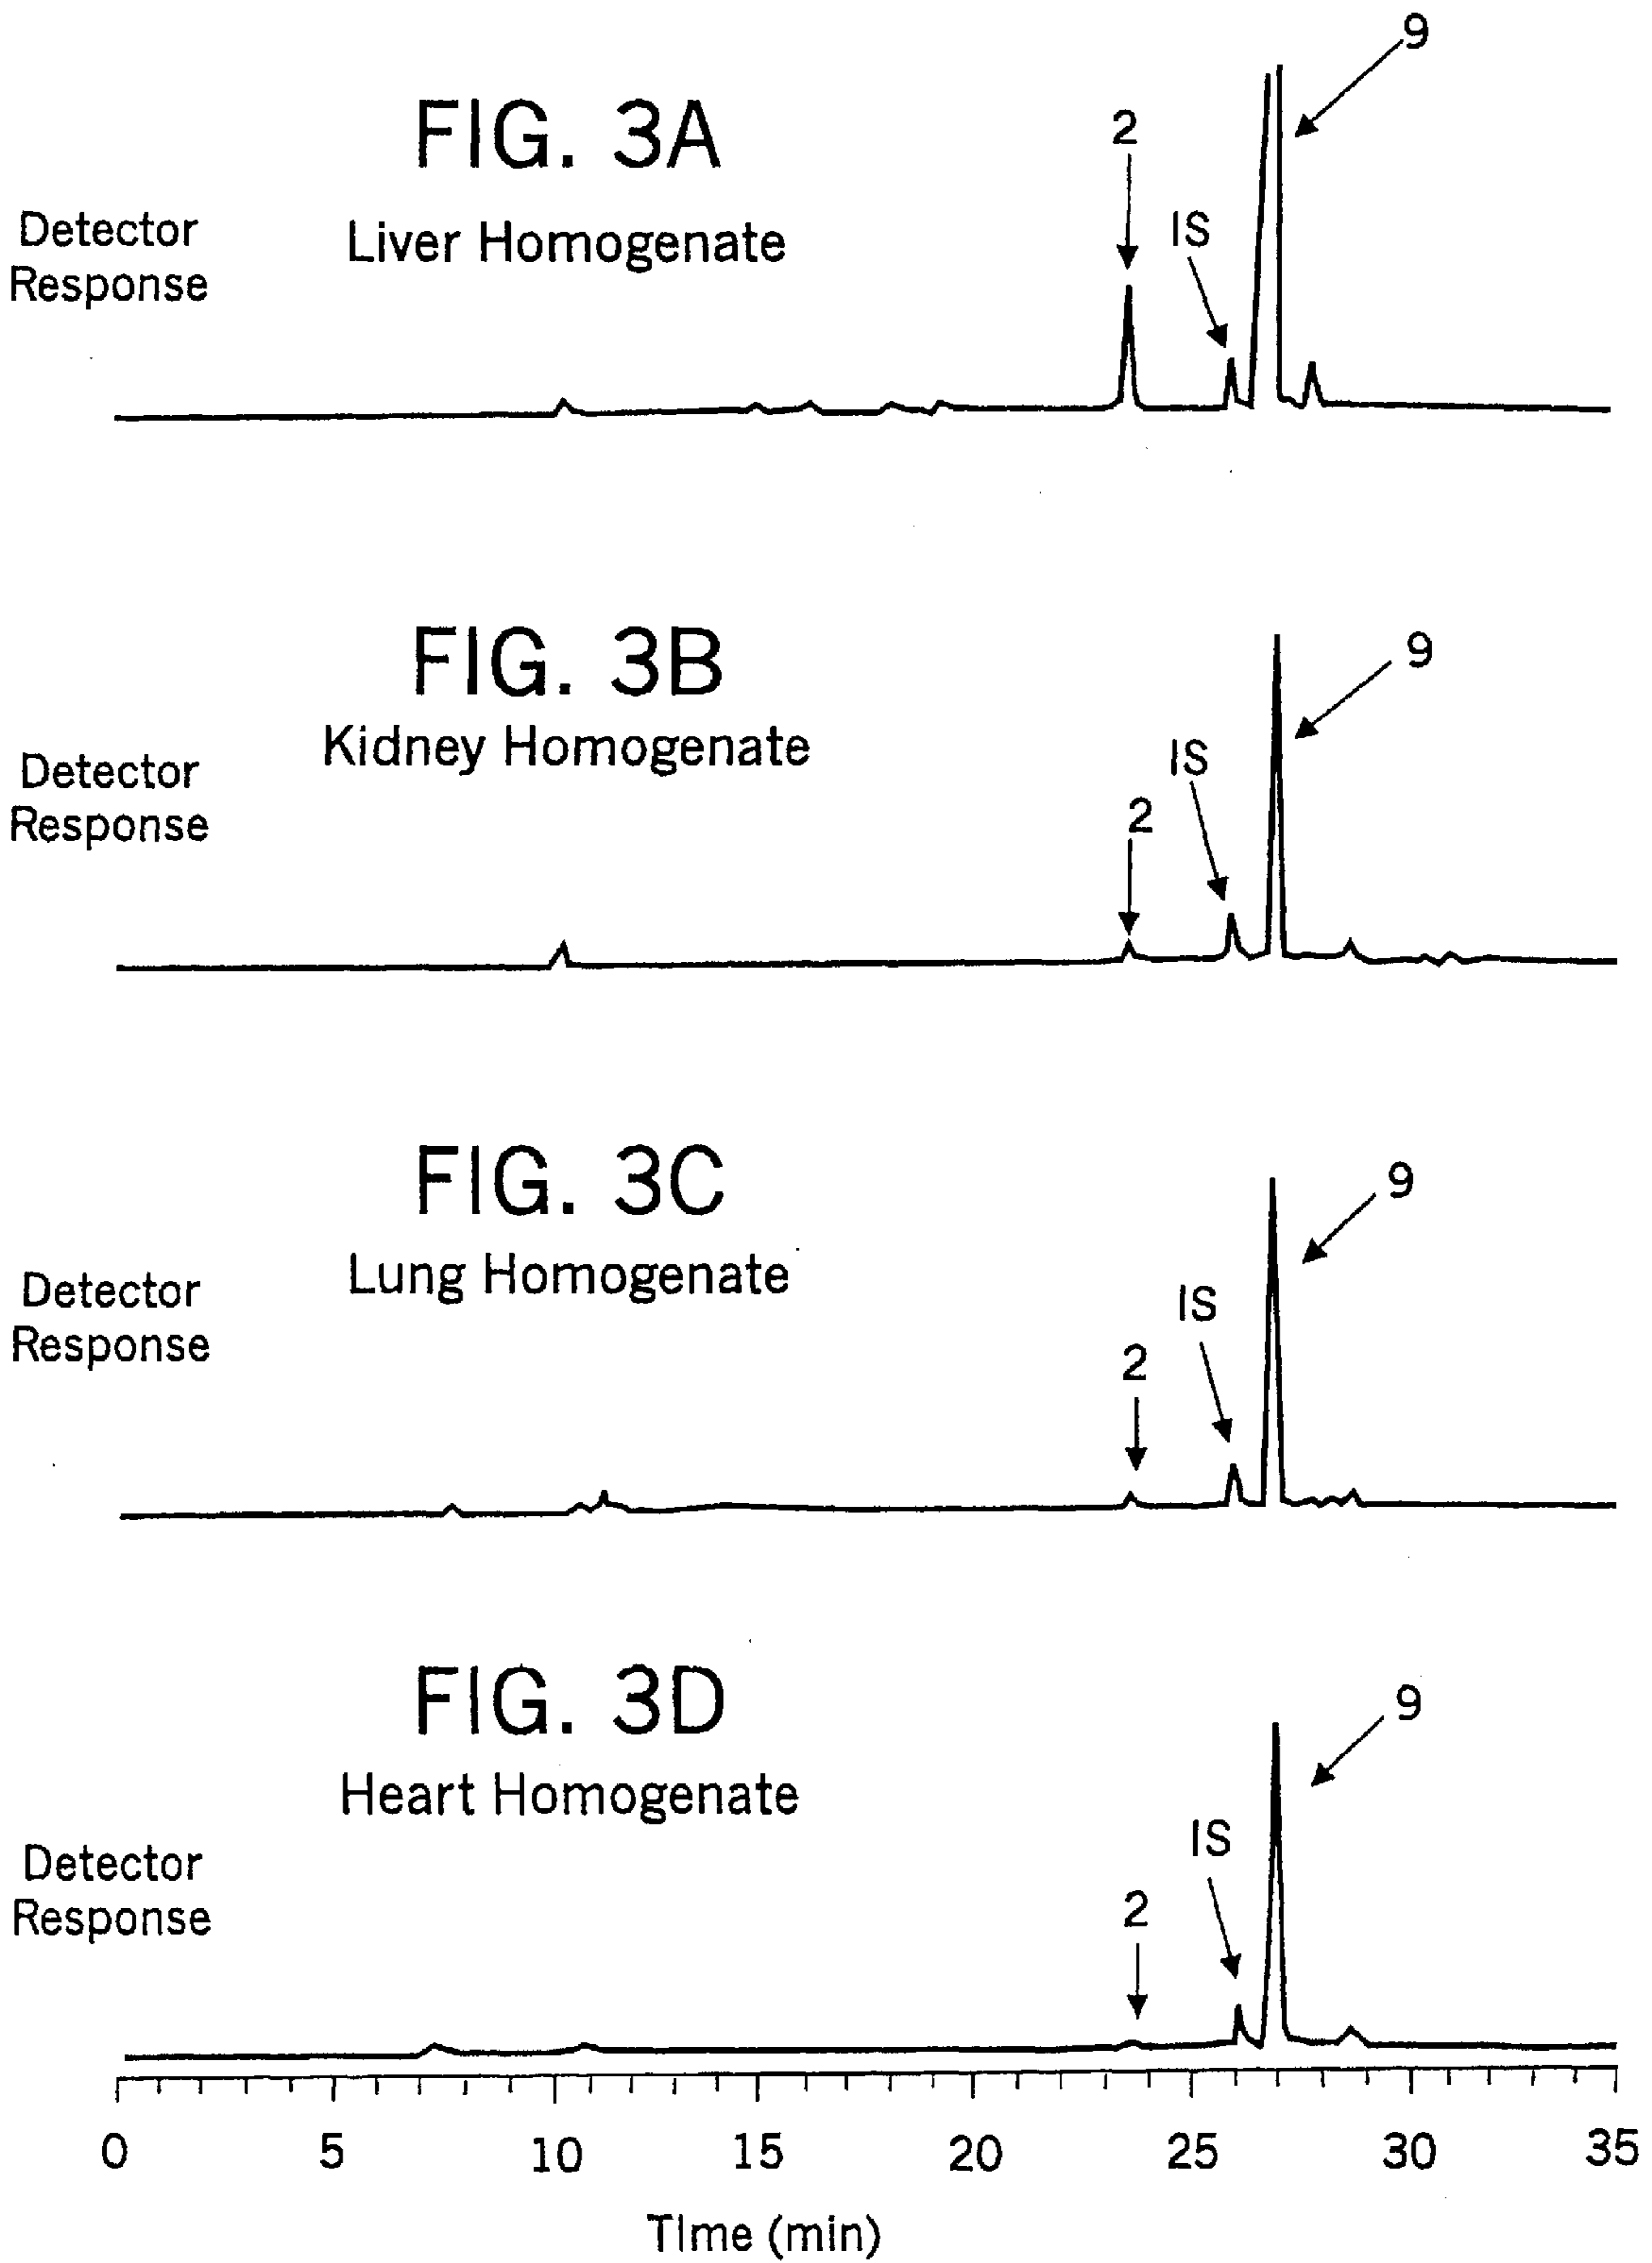 9
FIG. 3A
2
Detector
Response
Liver Homogenate
IS
FIG. 3B
9
Kidney Homogenate
Detector
Response
IS
2
FIG. 3C
9
Lung Homogenate
Detector
Response
IS
2
FIG. 3D
9
Heart Homogenate
Detector
Response
IS
2
0 5 10 15 20 25 30 35
TIme (min)